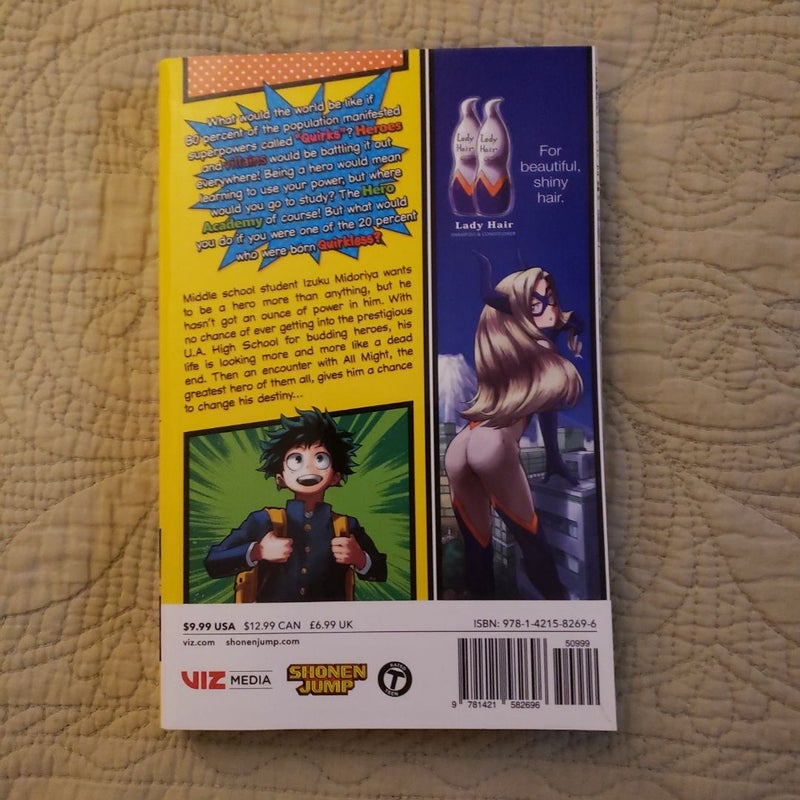 What would the world be like if
80 percent of the population manifested
superpowers called "Quirks"? Heroes
and villains would be battling it out
everywhere! Being a hero would mean
learning to use your power, but where
would you go to study? The Hero
Academy of course! But what would
you do if you were one of the 20 percent
who were born Quirkless?
Middle school student Izuku Midoriya wants
to be a hero more than anything, but he
hasn't got an ounce of power in him. With
no chance of ever getting into the prestigious
U.A. High School for budding heroes, his
life is looking more and more like a dead
end. Then an encounter with All Might, the
greatest hero of them all, gives him a chance
to change his destiny...
Lady Hair
Lady Hair
For
beautiful,
shiny
hair.
Lady Hair
SHAMPOO & CONDITIONER
$9.99 USA $12.99 CAN £6.99 UK
viz.com shonenjump.com
VIZ MEDIA
SHONEN
JUMP
RATED
T
TEEN
ISBN: 978-1-4215-8269-6
50999
9 781421 582696